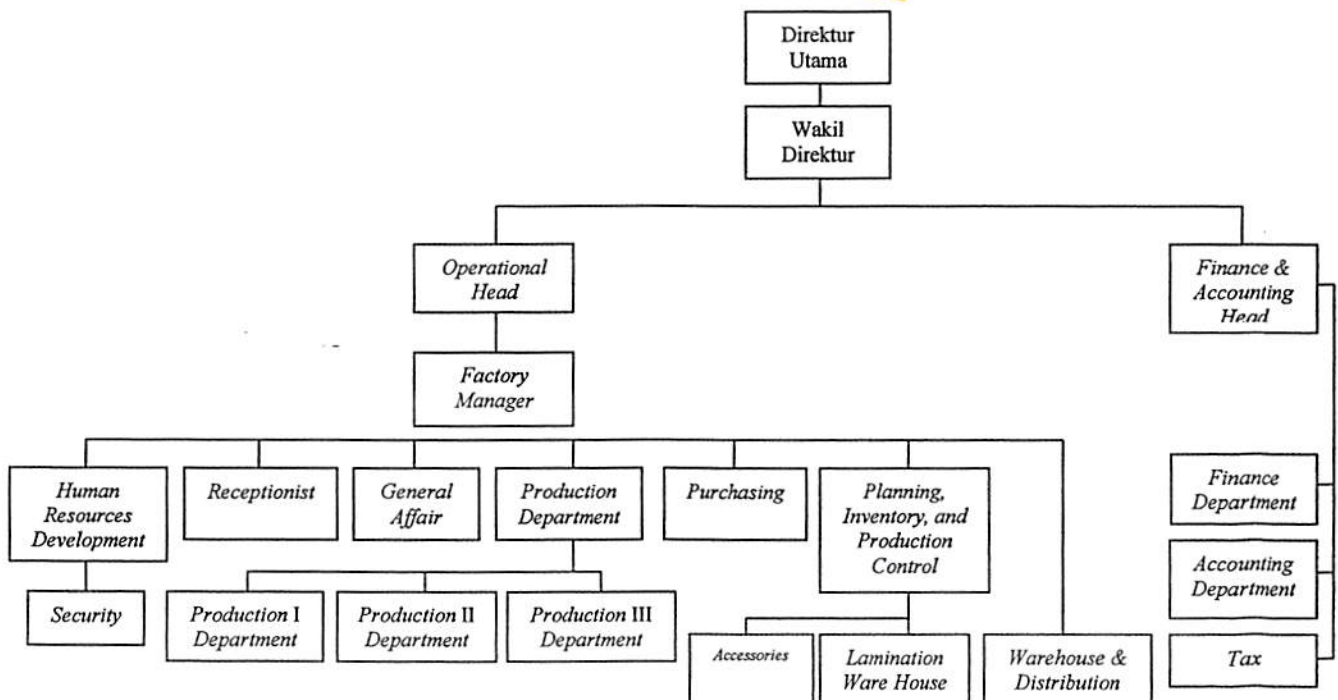 Direktur
Utama
Wakil
Direktur
Operational
Head
Finance &
Accounting
Head
Factory
Manager
Human
Resources
Development
Receptionist
General
Affair
Production
Department
Purchasing
Planning,
Inventory, and
Production
Control
Finance
Department
Accounting
Department
Security
Production I
Department
Production II
Department
Production III
Department
Accessories
Lamination
Ware House
Warehouse &
Distribution
Tax